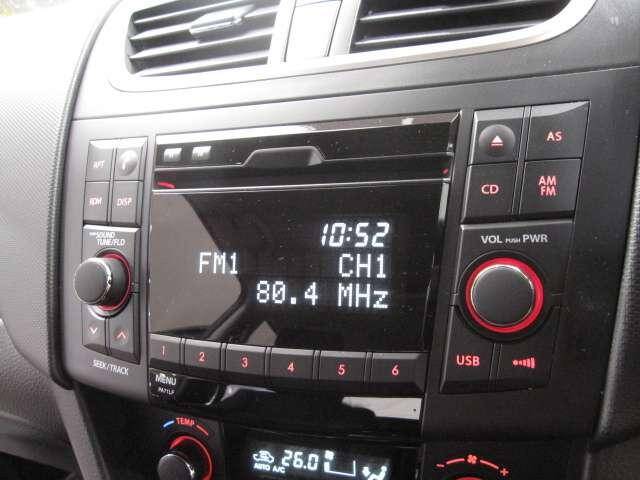 RPT
RDM
DISP
SOUND
TUNE/FLD
SEEK/TRACK
10:52
FM1 CH1
80.4 MHz
1 2 3 4 5 6
MENU
PA71LF
AS
CD
AM
FM
VOL PUSH PWR
USB
TEMP
AUTO A/C
26.0